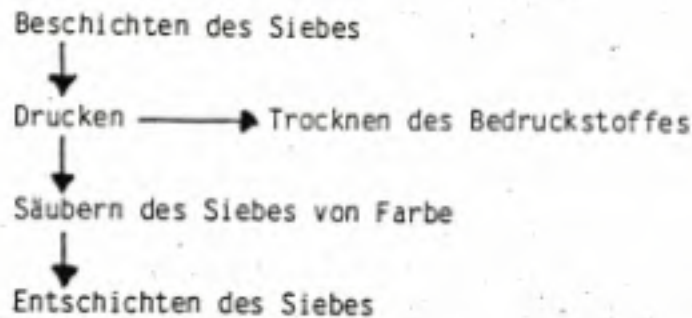 Beschichten des Siebes
Drucken → Trocknen des Bedruckstoffes
Säubern des Siebes von Farbe
Entschichten des Siebes